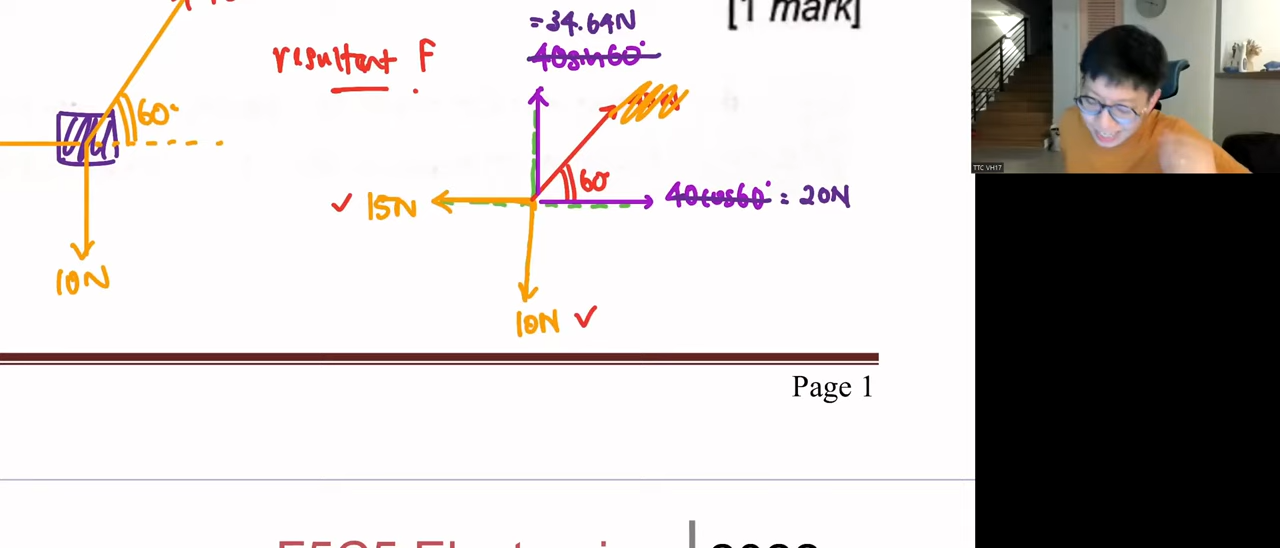 = 34.64N
[1 mark]
resultant F
40sin60°
60°
60°
15N
40cos60° = 20N
10N
10N
Page 1
TTC VH17